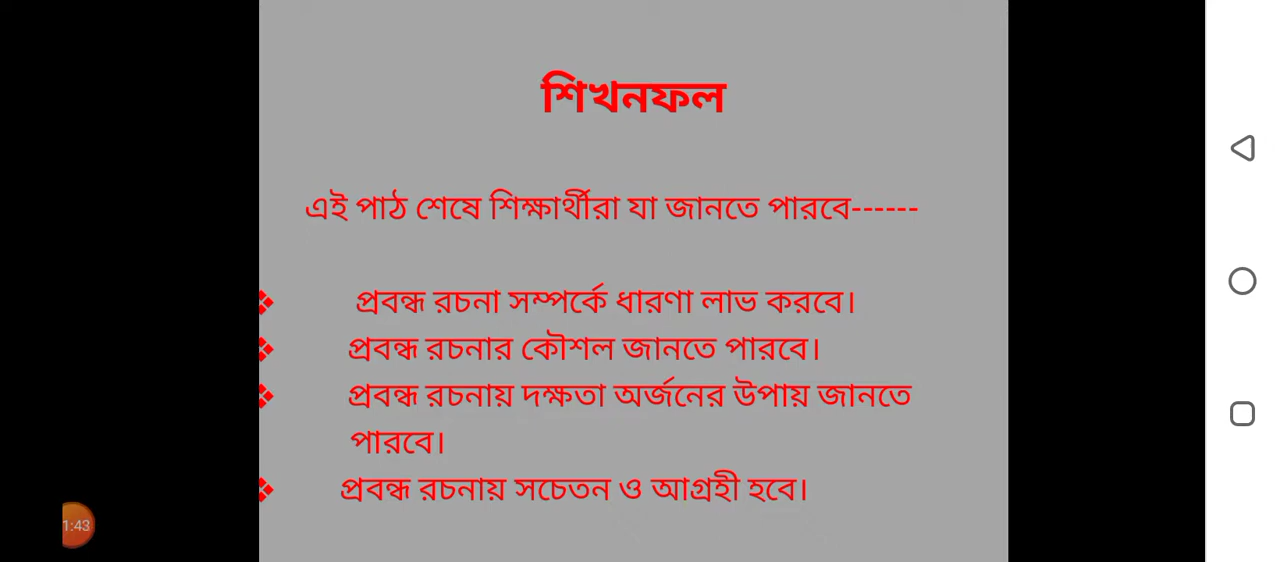 শিখনফল
এই পাঠ শেষে শিক্ষার্থীরা যা জানতে পারবে------
❖ প্রবন্ধ রচনা সম্পর্কে ধারণা লাভ করবে।
❖ প্রবন্ধ রচনার কৌশল জানতে পারবে।
❖ প্রবন্ধ রচনায় দক্ষতা অর্জনের উপায় জানতে
পারবে।
❖ প্রবন্ধ রচনায় সচেতন ও আগ্রহী হবে।
1:43